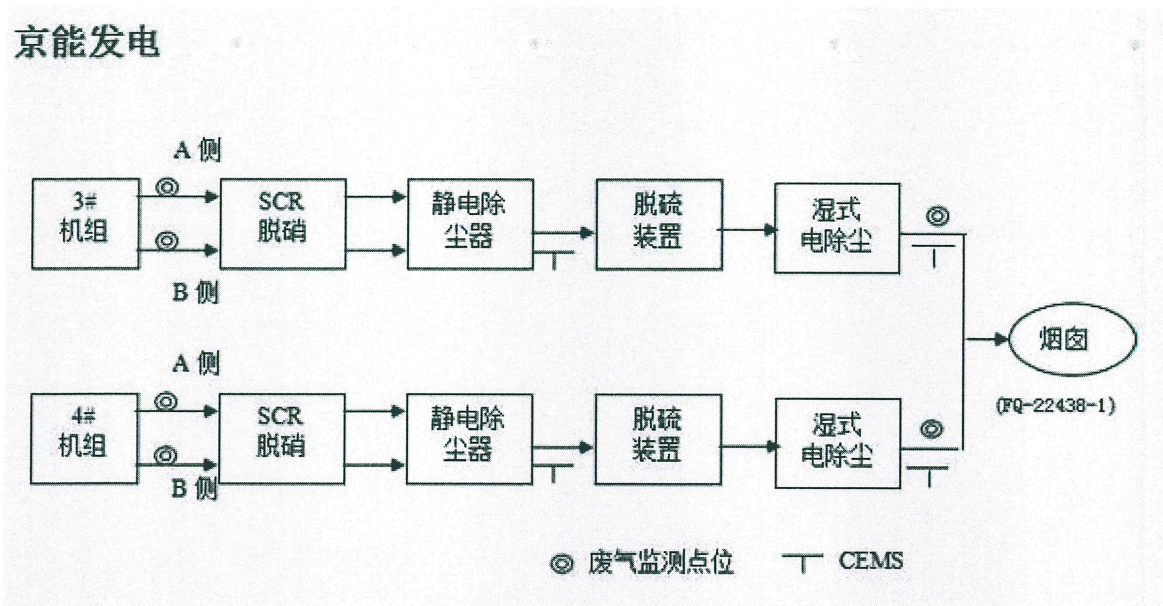 京能发电
A 侧
3#
机组
SCR
脱硝
静电除
尘器
脱硫
装置
湿式
电除尘
B 侧
烟囱
(FQ-22438-1)
A 侧
4#
机组
SCR
脱硝
静电除
尘器
脱硫
装置
湿式
电除尘
B 侧
废气监测点位
CEMS